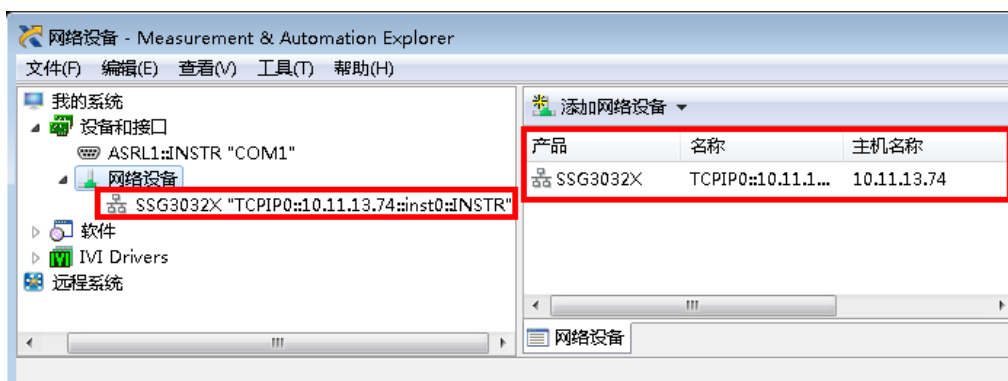 网络设备 - Measurement & Automation Explorer
文件(F) 编辑(E) 查看(V) 工具(T) 帮助(H)
我的系统
设备和接口
ASRL1::INSTR "COM1"
网络设备
SSG3032X "TCPIP0::10.11.13.74::inst0::INSTR"
软件
IVI Drivers
远程系统
添加网络设备
产品 名称 主机名称
SSG3032X TCPIP0::10.11.1... 10.11.13.74
网络设备